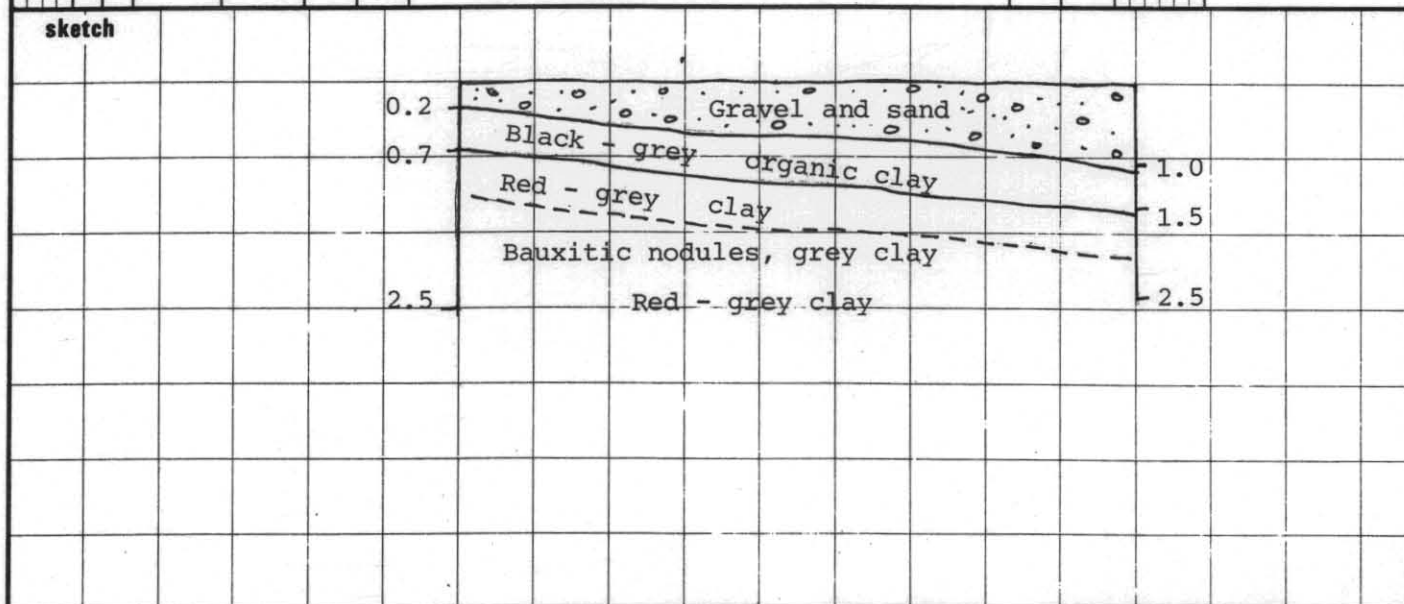 sketch
0.2 Gravel and sand
Black - grey organic clay 1.0
0.7
Red - grey clay 1.5
Bauxitic nodules, grey clay
2.5 Red - grey clay 2.5